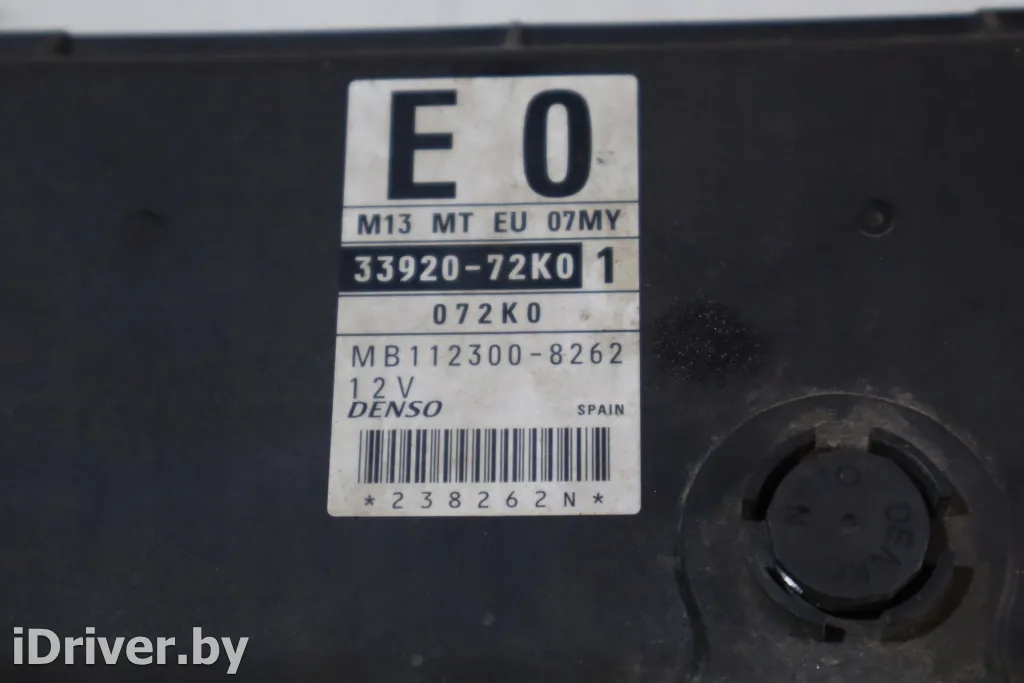 E 0
M13 MT EU 07MY
33920-72K0 1
072K0
MB112300-8262
12V
DENSO SPAIN
*238262N*
iDriver.by